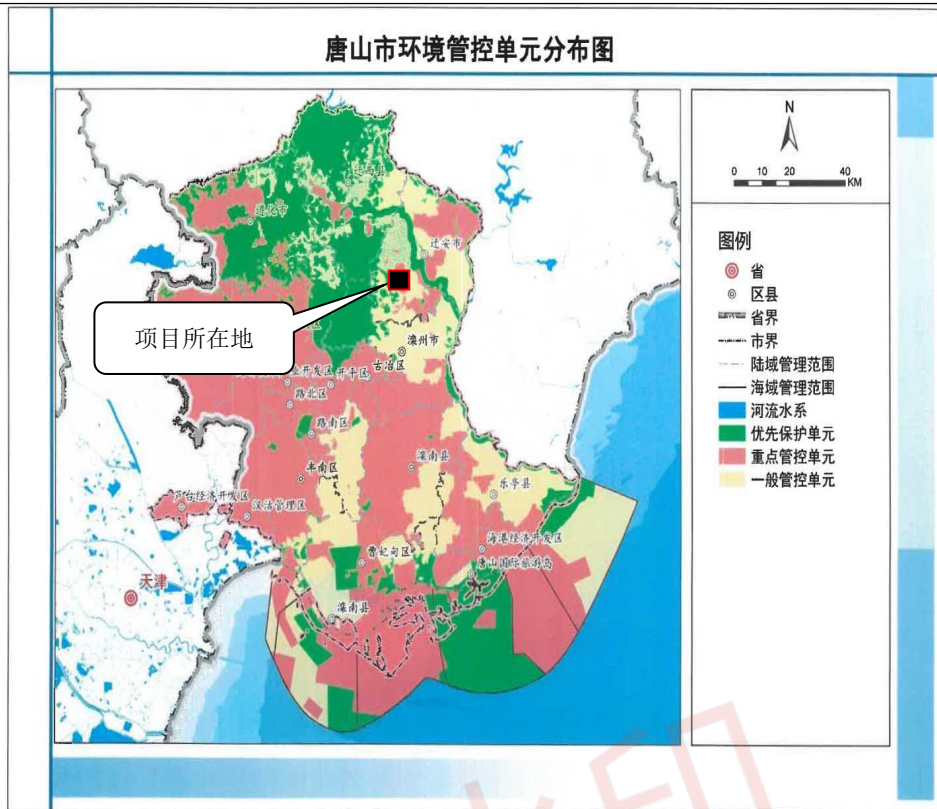 唐山市环境管控单元分布图
N
0 10 20 40
KM
图例
省
区县
省界
市界
陆域管理范围
海域管理范围
河流水系
优先保护单元
重点管控单元
一般管控单元
迁西县
遵化市
迁安市
项目所在地
滦州市
古冶区
开发区
开平区
路北区
路南区
滦南县
丰南区
乐亭县
芦台经济开发区
汉沽管理区
海港经济开发区
曹妃甸区
唐山国际旅游岛
天津
滦南县
水印